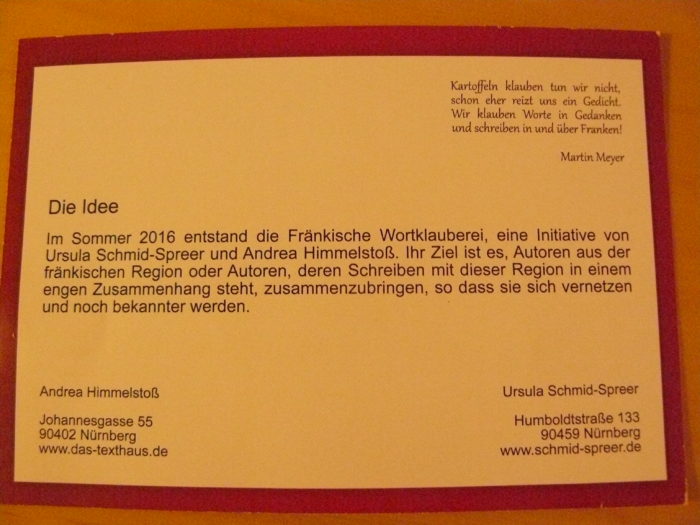 Kartoffeln klauben tun wir nicht,
schon eher reizt uns ein Gedicht.
Wir klauben Worte in Gedanken
und schreiben in und über Franken!
Martin Meyer
Die Idee
Im Sommer 2016 entstand die Fränkische Wortklauberei, eine Initiative von
Ursula Schmid-Spreer und Andrea Himmelstoß. Ihr Ziel ist es, Autoren aus der
fränkischen Region oder Autoren, deren Schreiben mit dieser Region in einem
engen Zusammenhang steht, zusammenzubringen, so dass sie sich vernetzen
und noch bekannter werden.
Andrea Himmelstoß
Johannesgasse 55
90402 Nürnberg
www.das-texthaus.de
Ursula Schmid-Spreer
Humboldtstraße 133
90459 Nürnberg
www.schmid-spreer.de